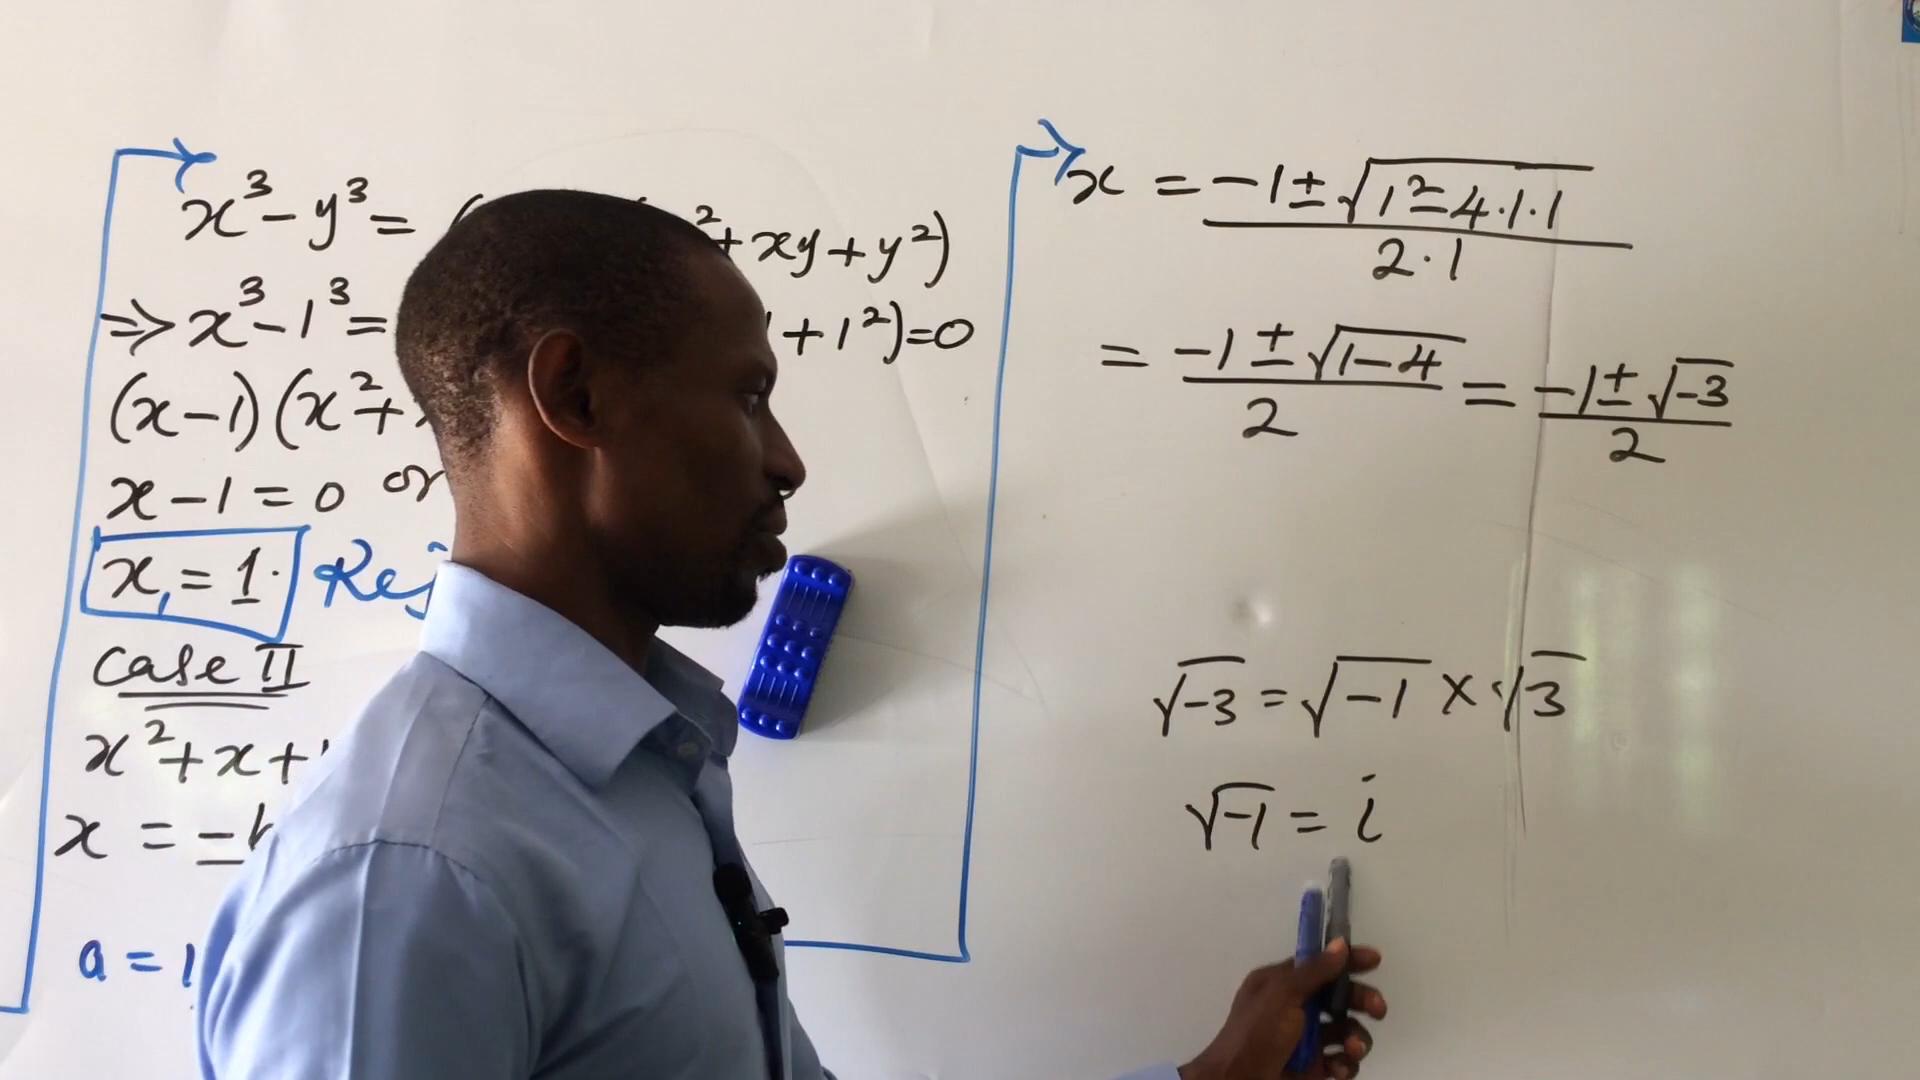 x³ - y³ = ( ² + xy + y²)
⇒ x³ - 1³ = 1 + 1²) = 0
(x - 1)(x² +
x - 1 = 0 or
x₁ = 1.
Case II
x² + x +
x = -b
a = 1
x = (-1 ± √(1² - 4·1·1)) / (2·1)
= (-1 ± √(1-4)) / 2 = (-1 ± √-3) / 2
√-3 = √-1 × √3
√-1 = i